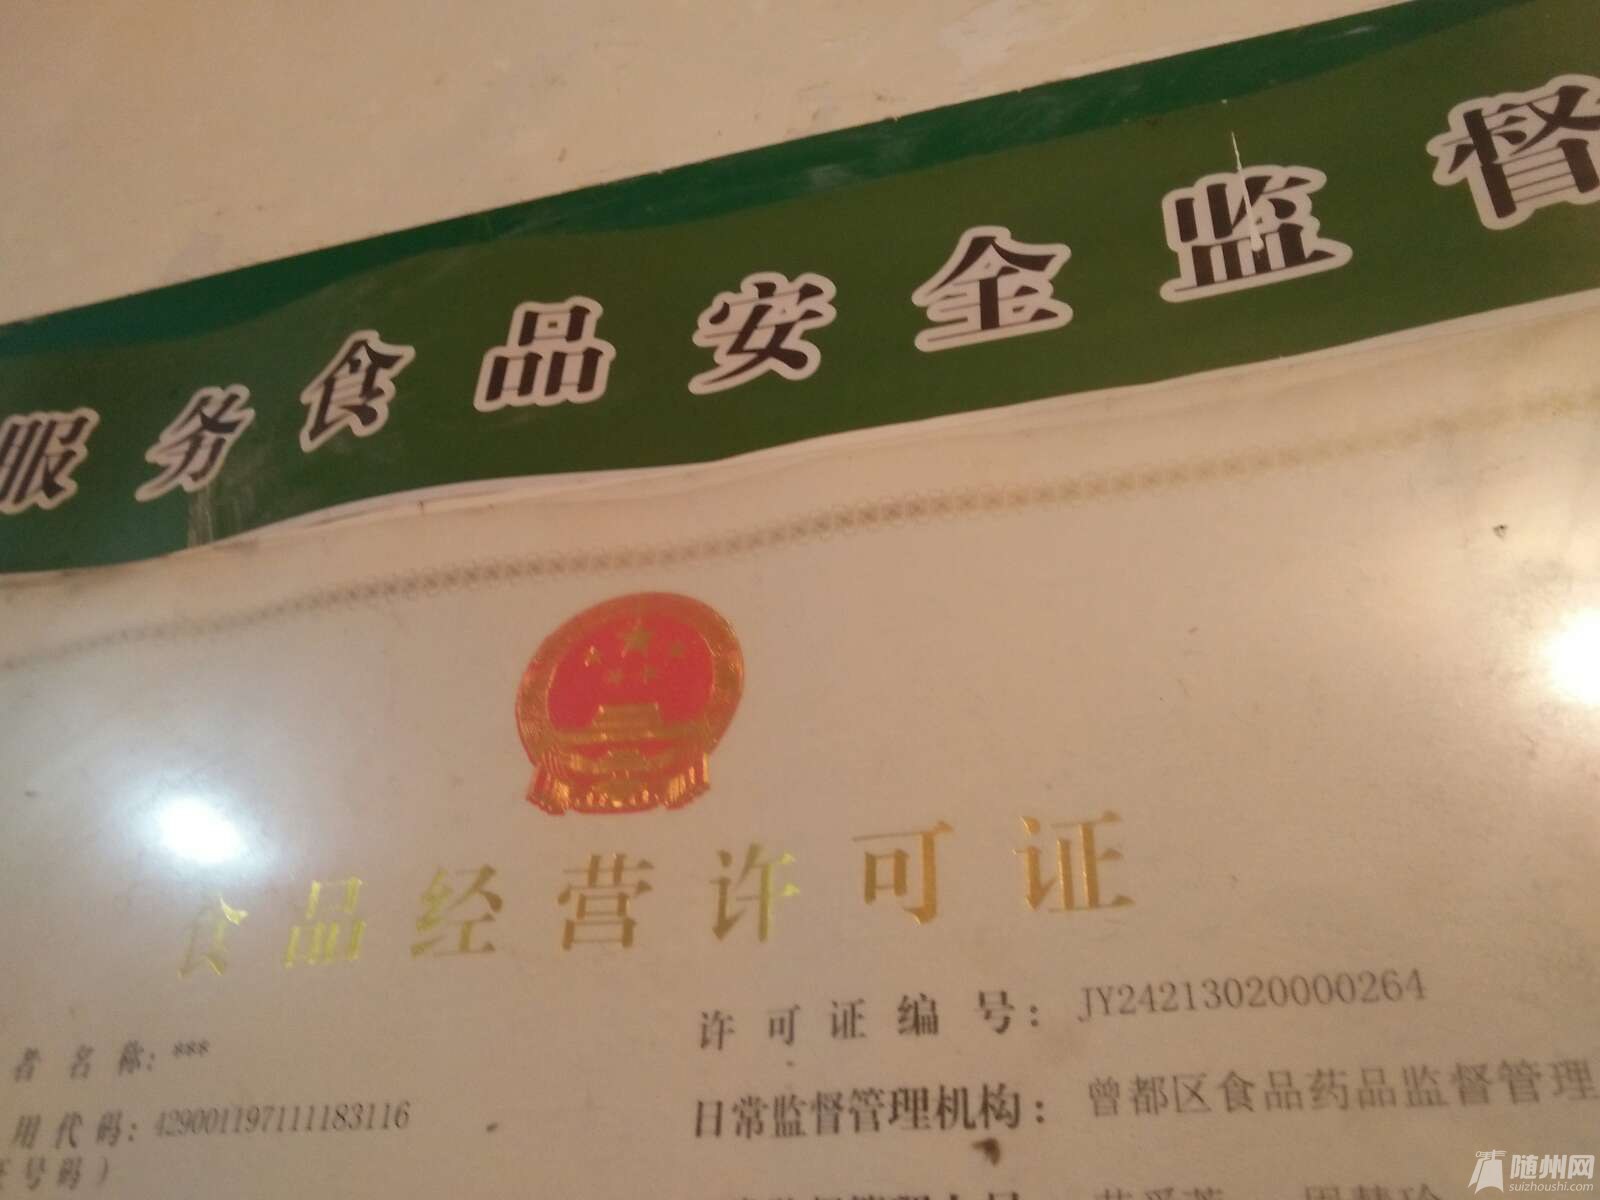 服务食品安全监督
食品经营许可证
许可证编号：JY24213020000264
者名称：***
日常监督管理机构：曾都区食品药品监督管理
用代码：429001197111183116
号码）
随州网
suizhoushi.com